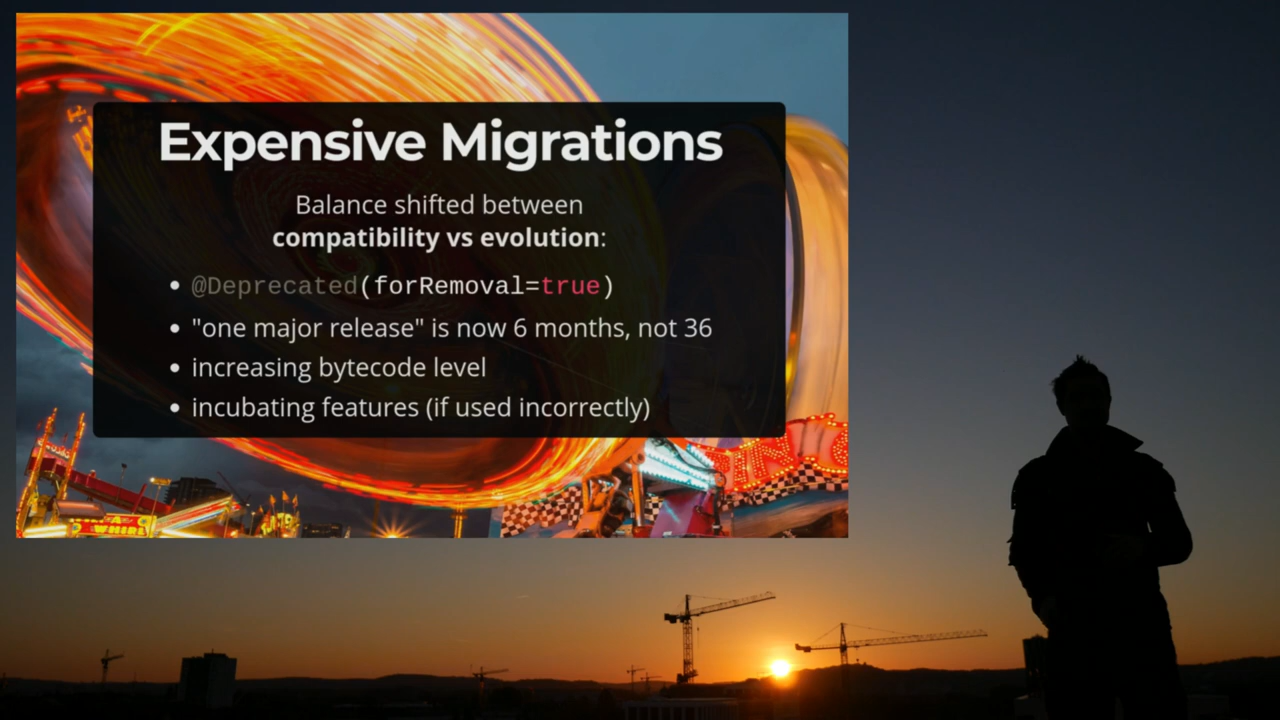 Expensive Migrations
Balance shifted between
compatibility vs evolution:
• @Deprecated(forRemoval=true)
• "one major release" is now 6 months, not 36
• increasing bytecode level
• incubating features (if used incorrectly)
WHIRL